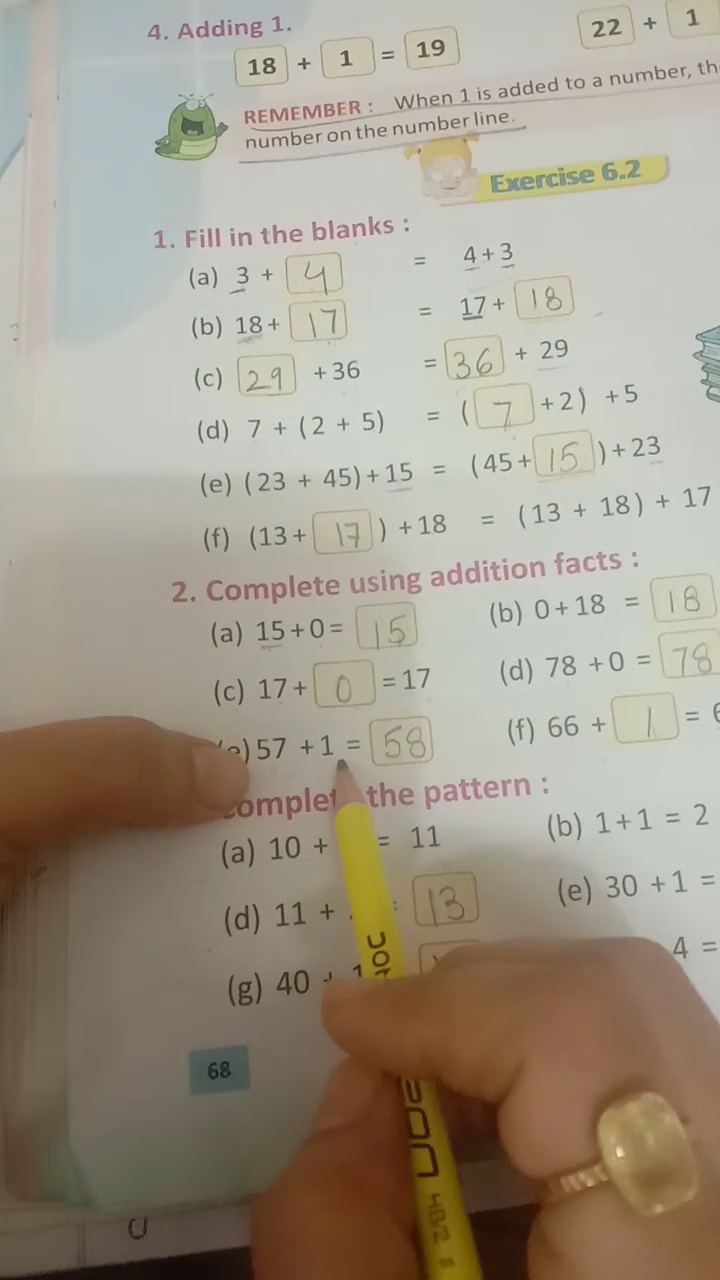 4. Adding 1.
18 + 1 = 19 22 + 1
REMEMBER : When 1 is added to a number, th
number on the number line.
Exercise 6.2
1. Fill in the blanks :
(a) 3 + 4 = 4 + 3
(b) 18 + 17 = 17 + 18
(c) 29 + 36 = 36 + 29
(d) 7 + (2 + 5) = ( 7 + 2) + 5
(e) (23 + 45) + 15 = (45 + 15 ) + 23
(f) (13 + 17 ) + 18 = (13 + 18) + 17
2. Complete using addition facts :
(a) 15 + 0 = 15 (b) 0 + 18 = 18
(c) 17 + 0 = 17 (d) 78 + 0 = 78
57 + 1 = 58 (f) 66 + 1 =
the pattern :
(a) 10 + = 11 (b) 1 + 1 = 2
(d) 11 + 13 (e) 30 + 1 =
(g) 40 + 1 4 =
68
HB/2